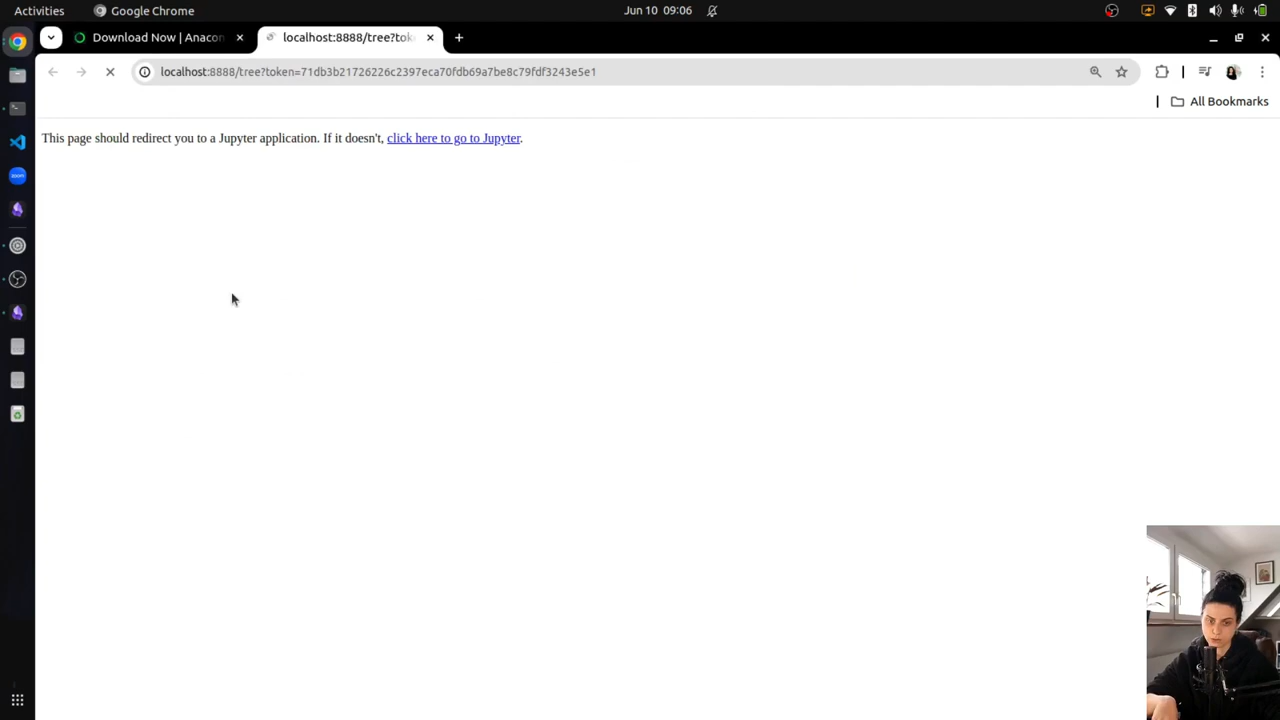 Activities
Google Chrome
Jun 10 09:06
Download Now | Anacon
localhost:8888/tree?tok
localhost:8888/tree?token=71db3b21726226c2397eca70fdb69a7be8c79fdf3243e5e1
All Bookmarks
This page should redirect you to a Jupyter application. If it doesn't, click here to go to Jupyter.
zoom